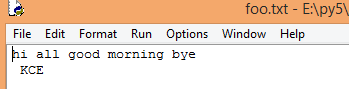 foo.txt - E:\py5\
File Edit Format Run Options Window Help
hi all good morning bye
 KCE